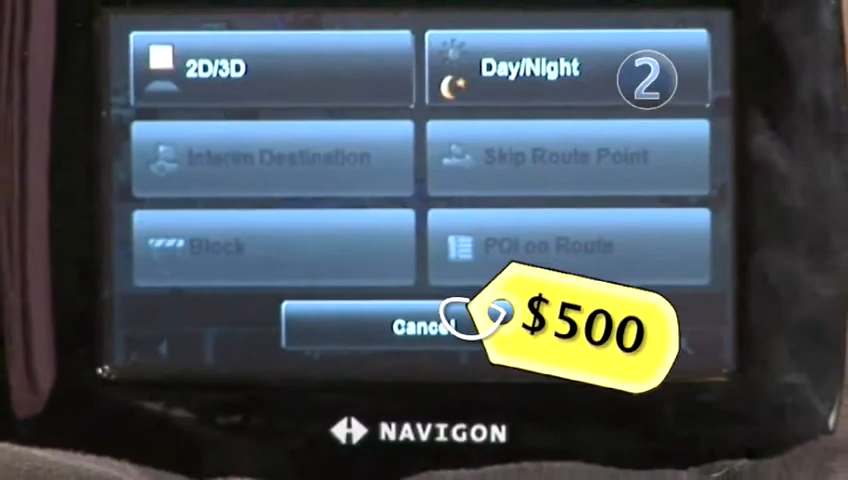 2D/3D
Day/Night
2
Interim Destination
Skip Route Point
Block
POI on Route
Cancel
$500
NAVIGON